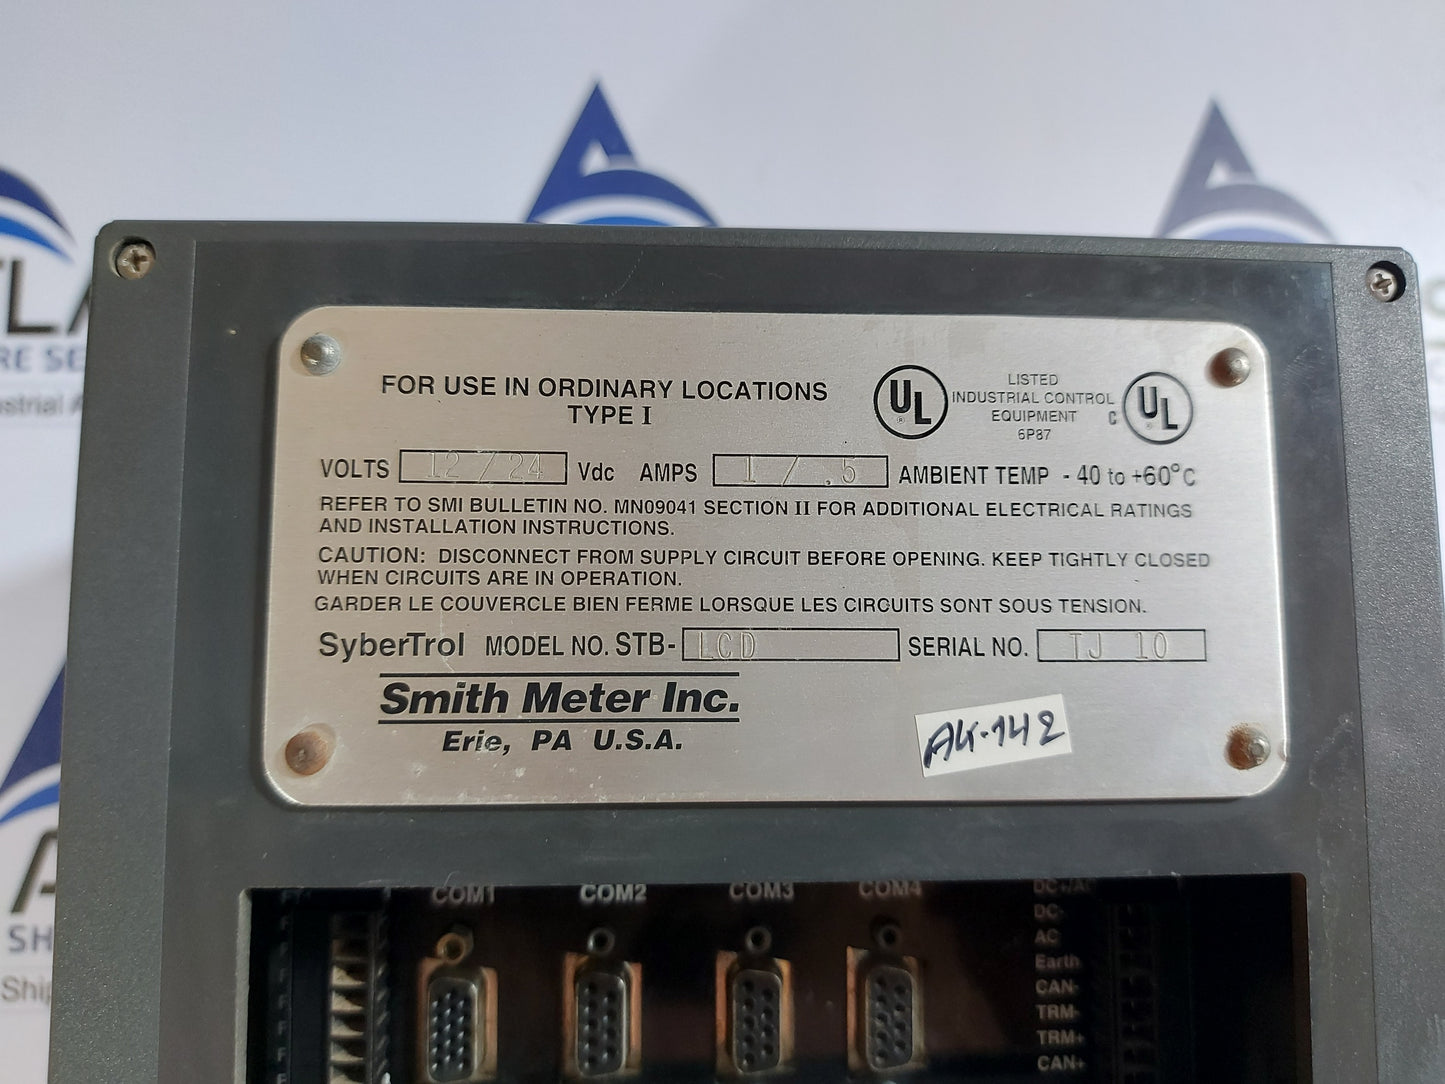 FOR USE IN ORDINARY LOCATIONS
TYPE I
UL
LISTED
INDUSTRIAL CONTROL
EQUIPMENT
6P87
C UL
VOLTS 12 / 24 Vdc AMPS 1 / .5 AMBIENT TEMP - 40 to +60°C
REFER TO SMI BULLETIN NO. MN09041 SECTION II FOR ADDITIONAL ELECTRICAL RATINGS
AND INSTALLATION INSTRUCTIONS.
CAUTION: DISCONNECT FROM SUPPLY CIRCUIT BEFORE OPENING. KEEP TIGHTLY CLOSED
WHEN CIRCUITS ARE IN OPERATION.
GARDER LE COUVERCLE BIEN FERME LORSQUE LES CIRCUITS SONT SOUS TENSION.
SyberTrol MODEL NO. STB-LCD SERIAL NO. TJ 10
Smith Meter Inc.
Erie, PA U.S.A.
AK-142
COM1 COM2 COM3 COM4
DC+/AC
DC-
AC
Earth
CAN-
TRM-
TRM+
CAN+